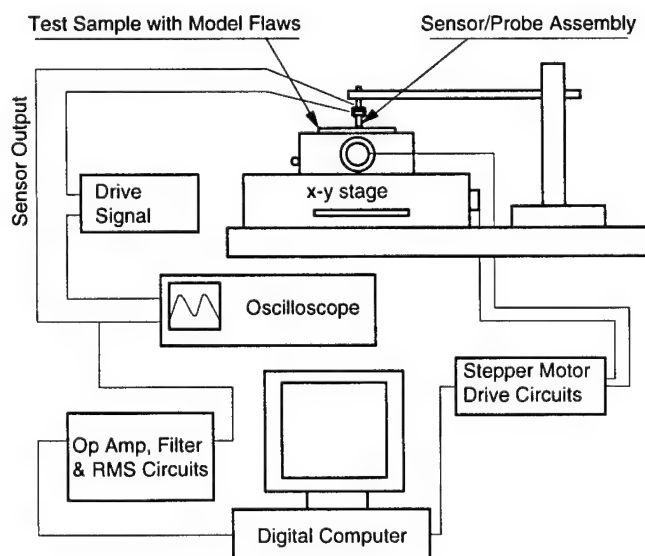 Test Sample with Model Flaws
Sensor/Probe Assembly
Sensor Output
Drive
Signal
x-y stage
Oscilloscope
Stepper Motor
Drive Circuits
Op Amp, Filter
& RMS Circuits
Digital Computer